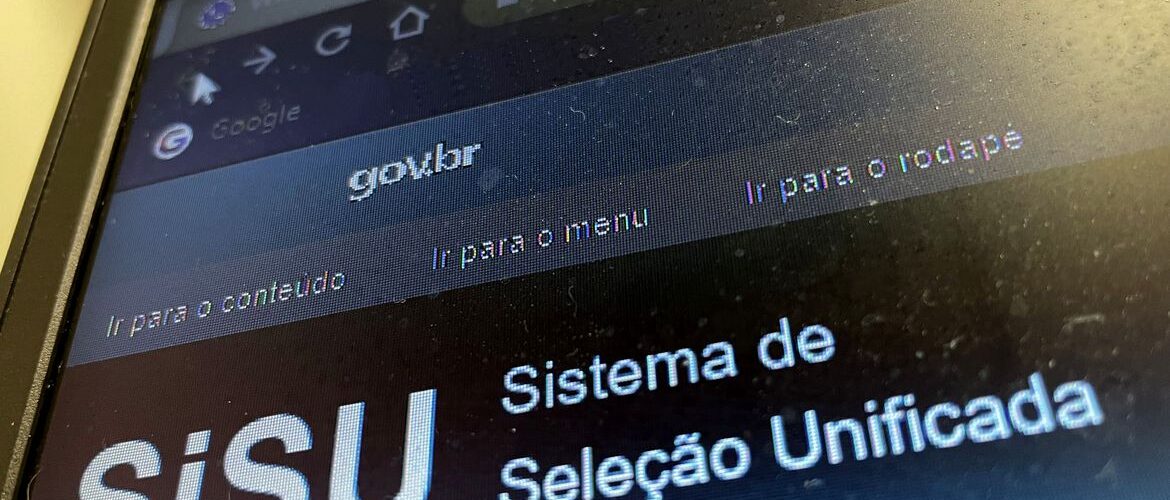 Google
gov.br
Ir para o conteúdo Ir para o menu Ir para o rodapé
SiSU
Sistema de
Seleção Unificada